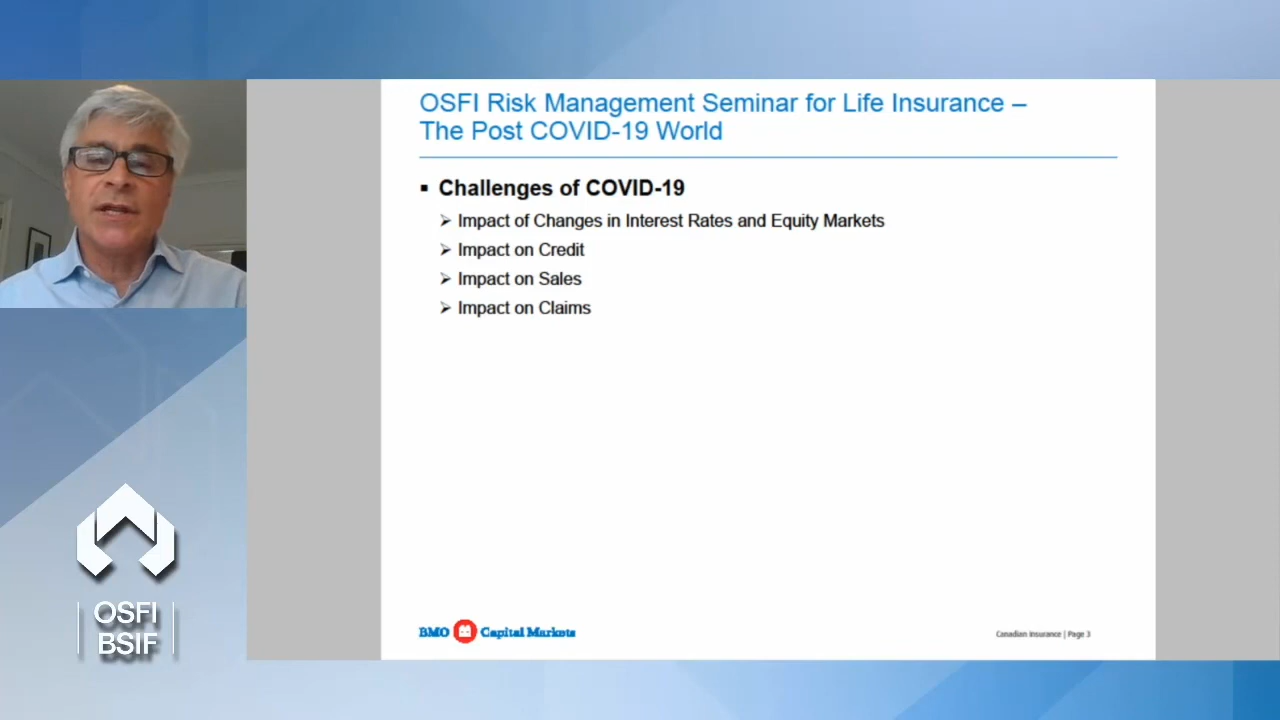 OSFI Risk Management Seminar for Life Insurance –
The Post COVID-19 World
▪ Challenges of COVID-19
➢ Impact of Changes in Interest Rates and Equity Markets
➢ Impact on Credit
➢ Impact on Sales
➢ Impact on Claims
BMO Capital Markets
Canadian Insurance | Page 3
OSFI
BSIF